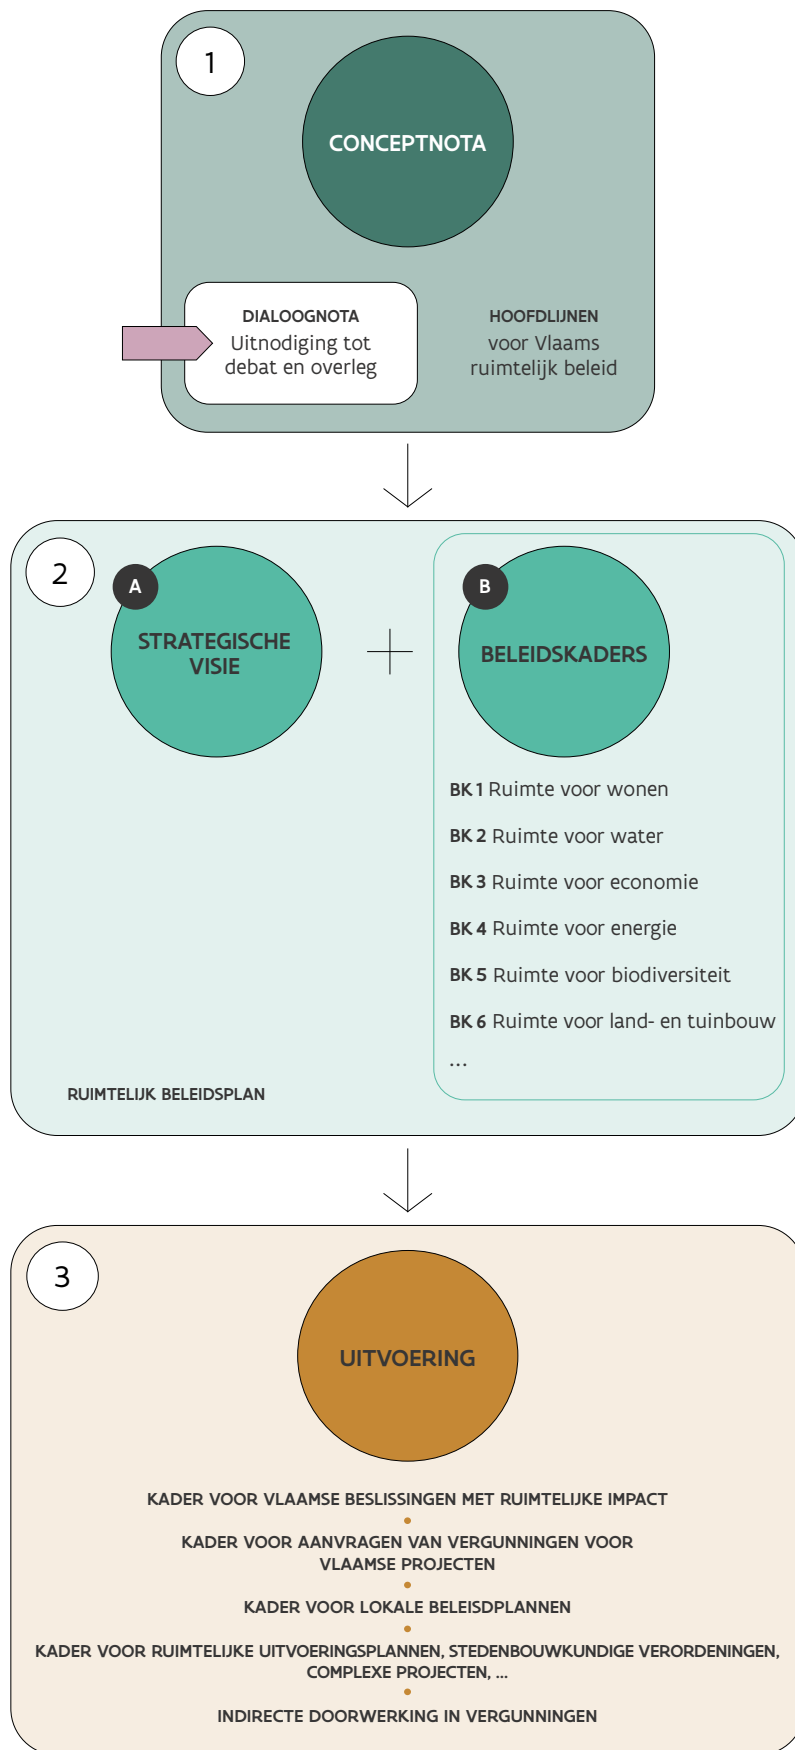 1
CONCEPTNOTA
DIALOOGNOTA
Uitnodiging tot
debat en overleg
HOOFDLIJNEN
voor Vlaams
ruimtelijk beleid
2
A
STRATEGISCHE
VISIE
B
BELEIDSKADERS
BK 1 Ruimte voor wonen
BK 2 Ruimte voor water
BK 3 Ruimte voor economie
BK 4 Ruimte voor energie
BK 5 Ruimte voor biodiversiteit
BK 6 Ruimte voor land- en tuinbouw
...
RUIMTELIJK BELEIDSPLAN
3
UITVOERING
KADER VOOR VLAAMSE BESLISSINGEN MET RUIMTELIJKE IMPACT
KADER VOOR AANVRAGEN VAN VERGUNNINGEN VOOR
VLAAMSE PROJECTEN
KADER VOOR LOKALE BELEISDPLANNEN
KADER VOOR RUIMTELIJKE UITVOERINGSPLANNEN, STEDENBOUWKUNDIGE VERORDENINGEN,
COMPLEXE PROJECTEN, ...
INDIRECTE DOORWERKING IN VERGUNNINGEN